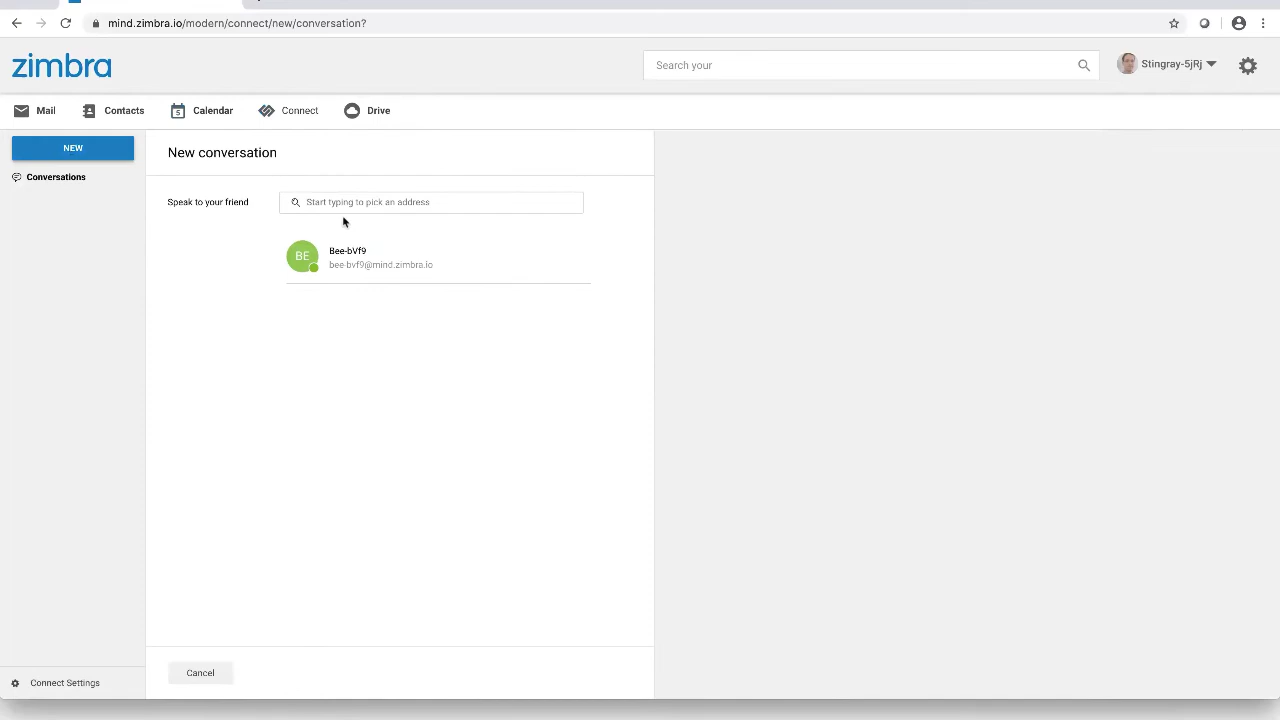 mind.zimbra.io/modern/connect/new/conversation?
zimbra
Search your
Stingray-5jRj
Mail
Contacts
5
Calendar
Connect
Drive
NEW
Conversations
New conversation
Speak to your friend
Start typing to pick an address
BE
Bee-bVf9
bee-bvf9@mind.zimbra.io
Cancel
Connect Settings